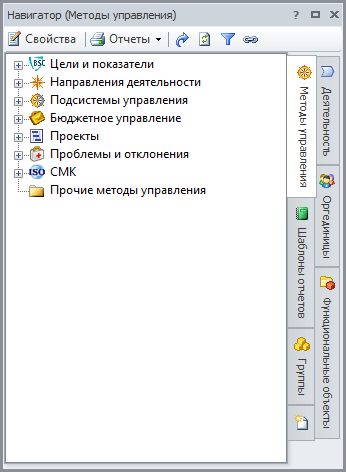 Навигатор (Методы управления)
Свойства Отчеты
BSC Цели и показатели
Направления деятельности
Подсистемы управления
Бюджетное управление
Проекты
Проблемы и отклонения
ISO СМК
Прочие методы управления
Методы управления
Шаблоны отчетов
Группы
Деятельность
Оргединицы
Функциональные объекты